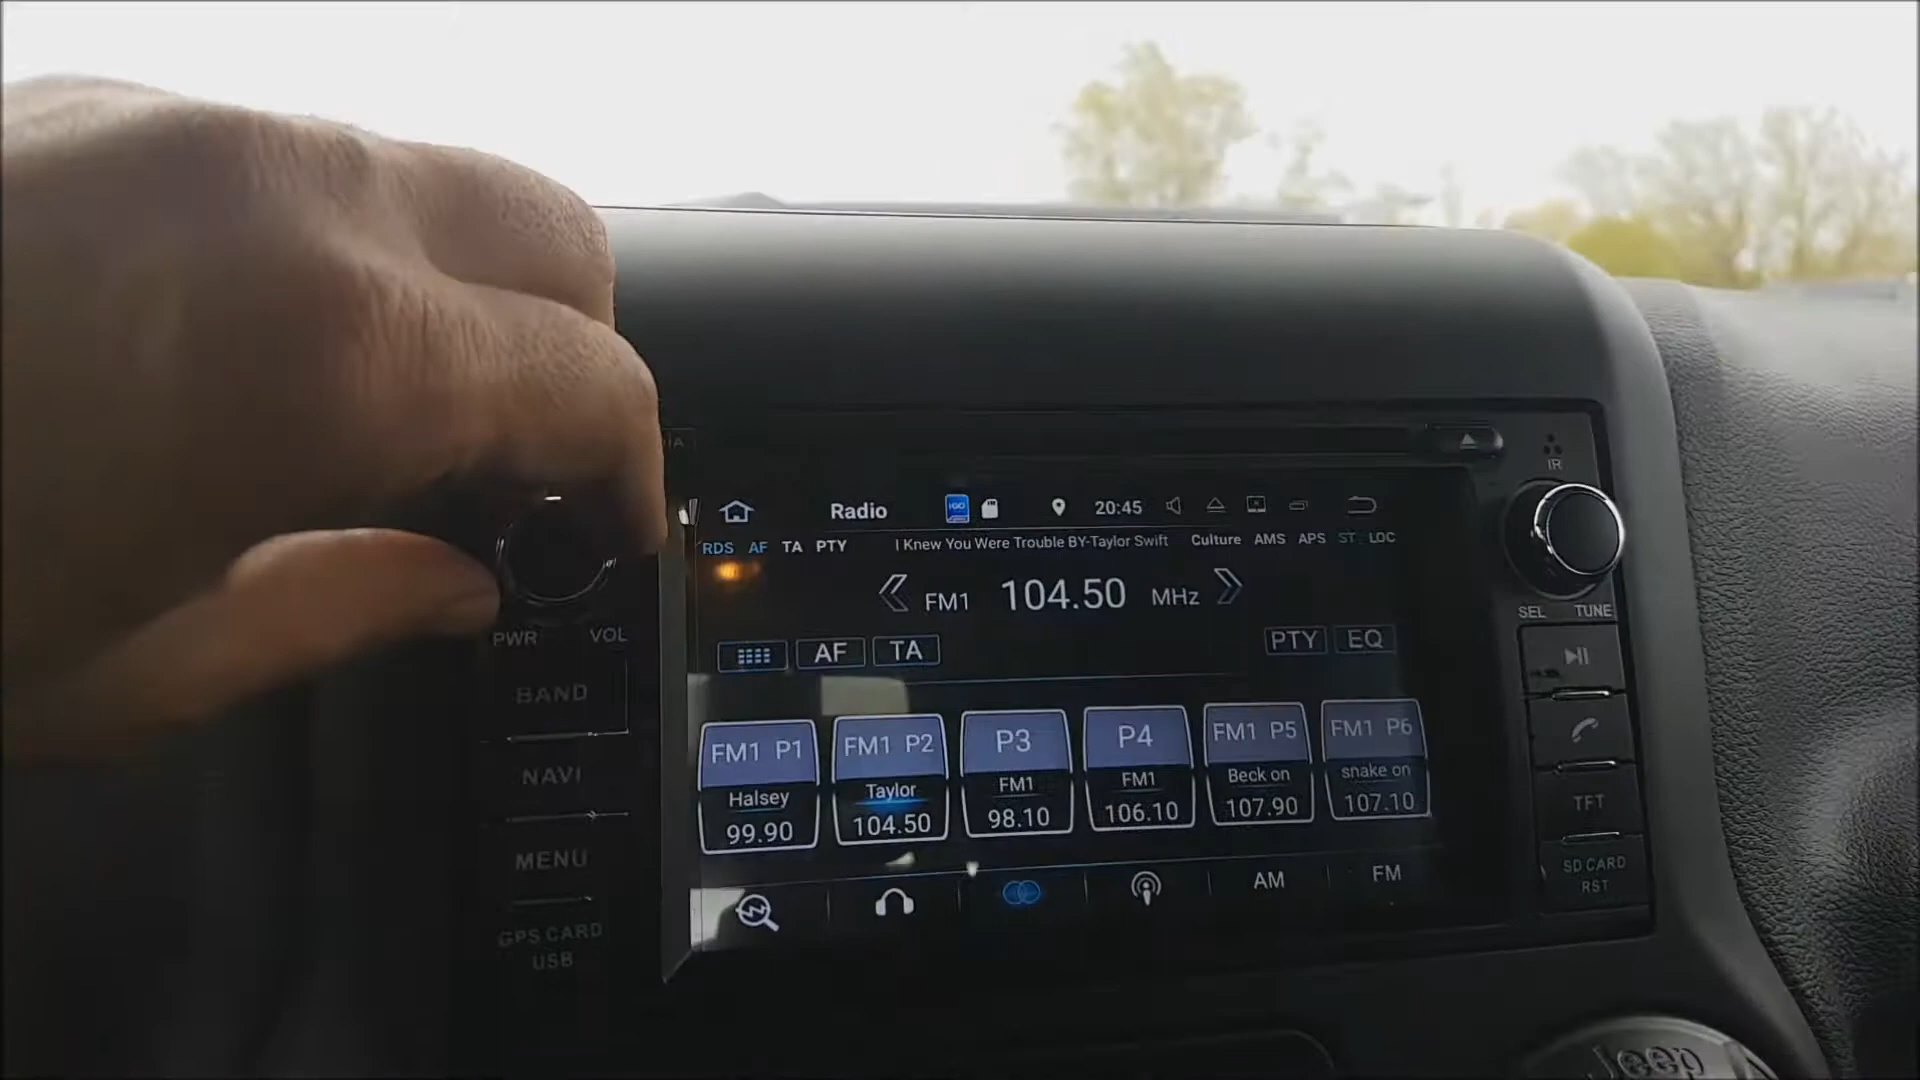 IR
Radio
IGO
20:45
RDS AF TA PTY
I Knew You Were Trouble BY-Taylor Swift
Culture AMS APS ST LOC
FM1 104.50 MHz
SEL TUNE
PWR VOL
AF TA
PTY EQ
BAND
FM1 P1
Halsey
99.90
FM1 P2
Taylor
104.50
P3
FM1
98.10
P4
FM1
106.10
FM1 P5
Beck on
107.90
FM1 P6
snake on
107.10
NAVI
TFT
MENU
AM
FM
SD CARD
RST
GPS CARD
USB
Jeep